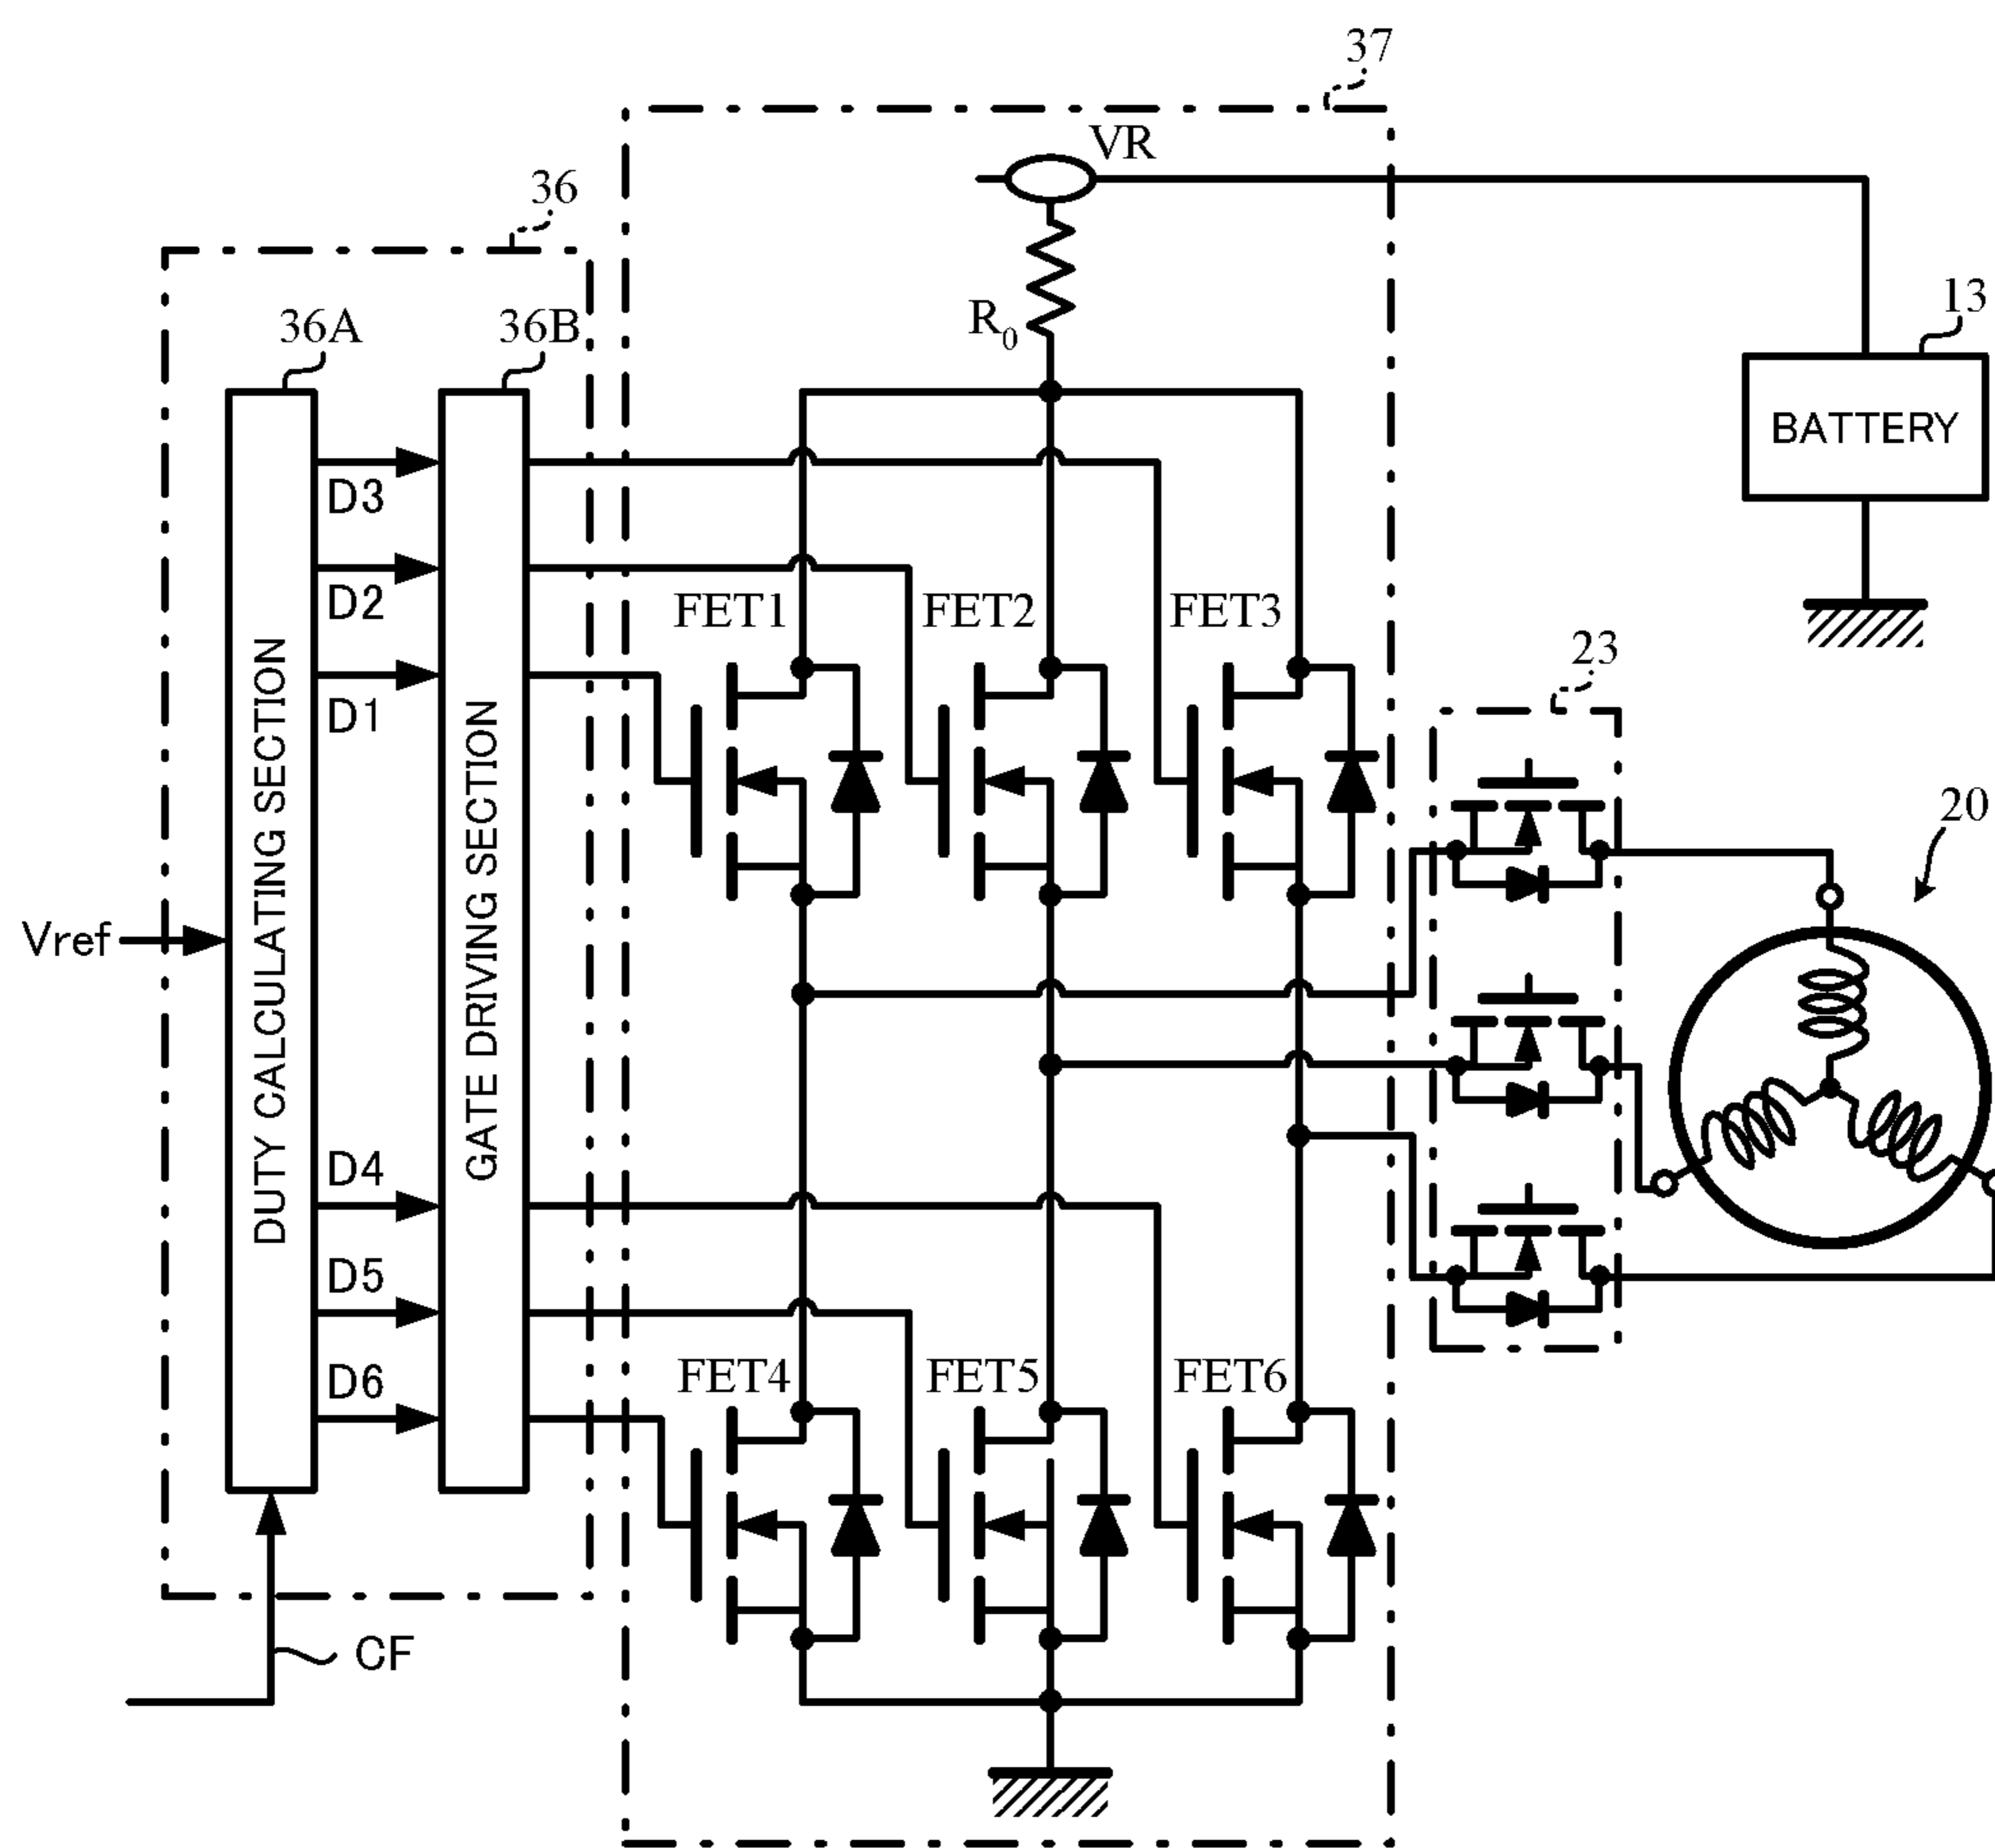 37
VR
36
R0
13
36A
36B
BATTERY
D3
D2
FET1
FET2
FET3
23
D1
20
DUTY CALCULATING SECTION
GATE DRIVING SECTION
Vref
D4
D5
D6
FET4
FET5
FET6
CF